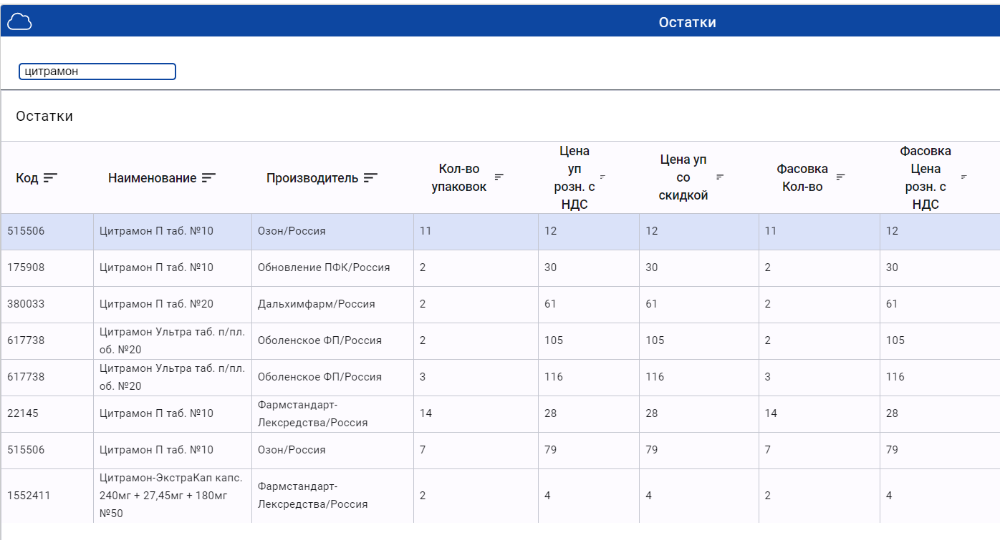 Остатки
цитрамон
Остатки
Код
Наименование
Производитель
Кол-во
упаковок
Цена
уп
розн. с
НДС
Цена уп
со
скидкой
Фасовка
Кол-во
Фасовка
Цена
розн. с
НДС
515506 Цитрамон П таб. №10 Озон/Россия 11 12 12 11 12
175908 Цитрамон П таб. №10 Обновление ПФК/Россия 2 30 30 2 30
380033 Цитрамон П таб. №20 Дальхимфарм/Россия 2 61 61 2 61
617738
Цитрамон Ультра таб. п/пл.
об. №20
Оболенское ФП/Россия 2 105 105 2 105
617738
Цитрамон Ультра таб. п/пл.
об. №20
Оболенское ФП/Россия 3 116 116 3 116
22145 Цитрамон П таб. №10
Фармстандарт-
Лексредства/Россия
14 28 28 14 28
515506 Цитрамон П таб. №10 Озон/Россия 7 79 79 7 79
1552411
Цитрамон-ЭкстраКап капс.
240мг + 27,45мг + 180мг
№50
Фармстандарт-
Лексредства/Россия
2 4 4 2 4